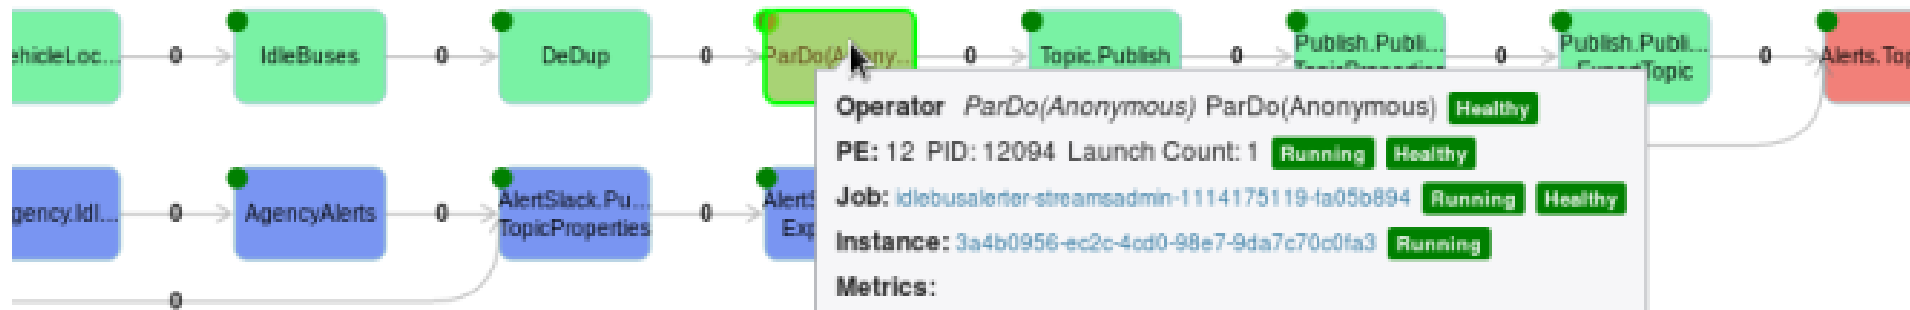 ehicleLoc... 0 IdleBuses 0 DeDup 0 ParDo(Anony... 0 Topic.Publish 0 Publish.Publi... 0 Publish.Publi... 0 Alerts.Top
TopicProperties ExportTopic
Operator ParDo(Anonymous) ParDo(Anonymous) Healthy
PE: 12 PID: 12094 Launch Count: 1 Running Healthy
Job: idlebusalerter-streamsadmin-1114175119-fa05b894 Running Healthy
Instance: 3a4b0956-ec2c-4cd0-98e7-9da7c70c0fa3 Running
Metrics:
gency.Idl... 0 AgencyAlerts 0 AlertSlack.Pu... 0 AlertS
TopicProperties Exp
0